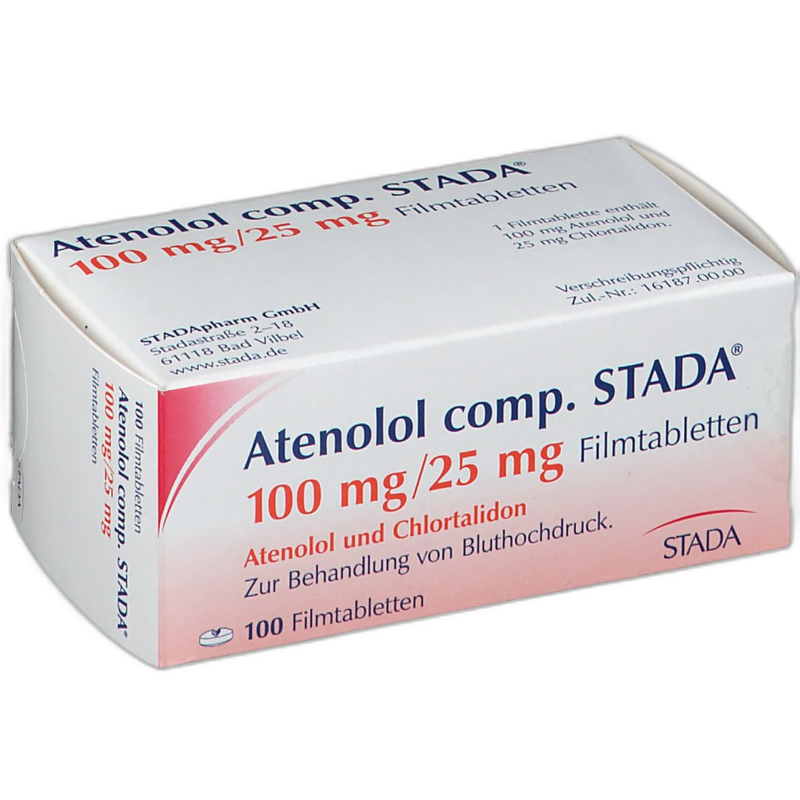 Atenolol comp. STADA®
100 mg/25 mg Filmtabletten
1 Filmtablette enthält
100 mg Atenolol und
25 mg Chlortalidon.
Verschreibungspflichtig
Zul.-Nr.: 16187.00.00
STADApharm GmbH
Stadastraße 2–18
61118 Bad Vilbel
www.stada.de
100 Filmtabletten
Atenolol comp. STADA®
100 mg/25 mg
Filmtabletten
STADA
Atenolol comp. STADA®
100 mg/25 mg Filmtabletten
Atenolol und Chlortalidon
Zur Behandlung von Bluthochdruck.
100 Filmtabletten
STADA